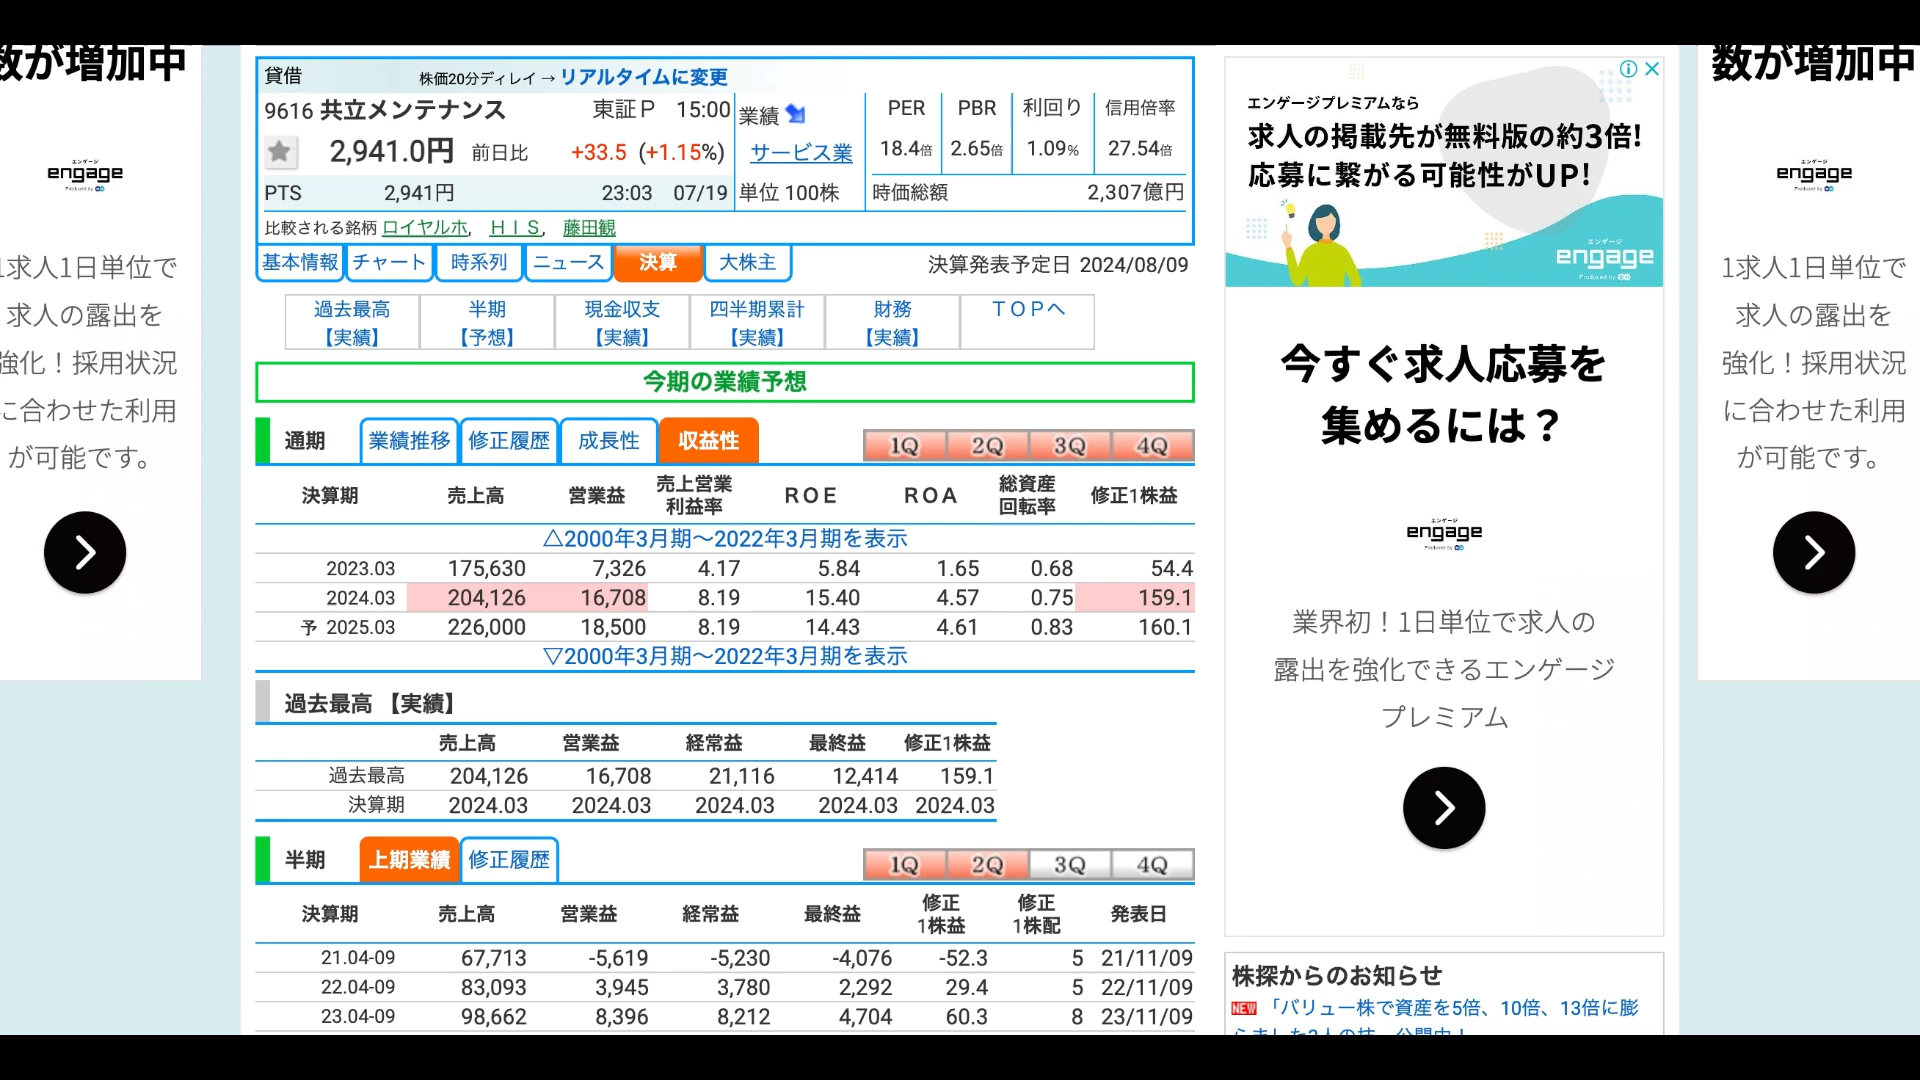 数が増加中
エンゲージ
engage
Produced by en
1求人1日単位で
求人の露出を
強化！採用状況
に合わせた利用
が可能です。
貸借 株価20分ディレイ → リアルタイムに変更
9616 共立メンテナンス 東証Ｐ 15:00
2,941.0円 前日比 +33.5 (+1.15%)
PTS 2,941円 23:03 07/19
業績
サービス業
単位 100株
PER PBR 利回り 信用倍率
18.4倍 2.65倍 1.09% 27.54倍
時価総額 2,307億円
比較される銘柄 ロイヤルホ, ＨＩＳ, 藤田観
基本情報 チャート 時系列 ニュース 決算 大株主
決算発表予定日 2024/08/09
過去最高【実績】 半期【予想】 現金収支【実績】 四半期累計【実績】 財務【実績】 ＴＯＰへ
今期の業績予想
通期 業績推移 修正履歴 成長性 収益性 1Q 2Q 3Q 4Q
決算期 売上高 営業益 売上営業利益率 ＲＯＥ ＲＯＡ 総資産回転率 修正1株益
△2000年3月期～2022年3月期を表示
2023.03 175,630 7,326 4.17 5.84 1.65 0.68 54.4
2024.03 204,126 16,708 8.19 15.40 4.57 0.75 159.1
予 2025.03 226,000 18,500 8.19 14.43 4.61 0.83 160.1
▽2000年3月期～2022年3月期を表示
過去最高 【実績】
売上高 営業益 経常益 最終益 修正1株益
過去最高 204,126 16,708 21,116 12,414 159.1
決算期 2024.03 2024.03 2024.03 2024.03 2024.03
半期 上期業績 修正履歴 1Q 2Q 3Q 4Q
決算期 売上高 営業益 経常益 最終益 修正1株益 修正1株配 発表日
21.04-09 67,713 -5,619 -5,230 -4,076 -52.3 5 21/11/09
22.04-09 83,093 3,945 3,780 2,292 29.4 5 22/11/09
23.04-09 98,662 8,396 8,212 4,704 60.3 8 23/11/09
エンゲージプレミアムなら
求人の掲載先が無料版の約3倍!
応募に繋がる可能性がUP!
エンゲージ
engage
Produced by en
今すぐ求人応募を
集めるには？
エンゲージ
engage
Produced by en
業界初！1日単位で求人の
露出を強化できるエンゲージ
プレミアム
株探からのお知らせ
NEW 「バリュー株で資産を5倍、10倍、13倍に膨
数が増加中
エンゲージ
engage
Produced by en
1求人1日単位で
求人の露出を
強化！採用状況
に合わせた利用
が可能です。